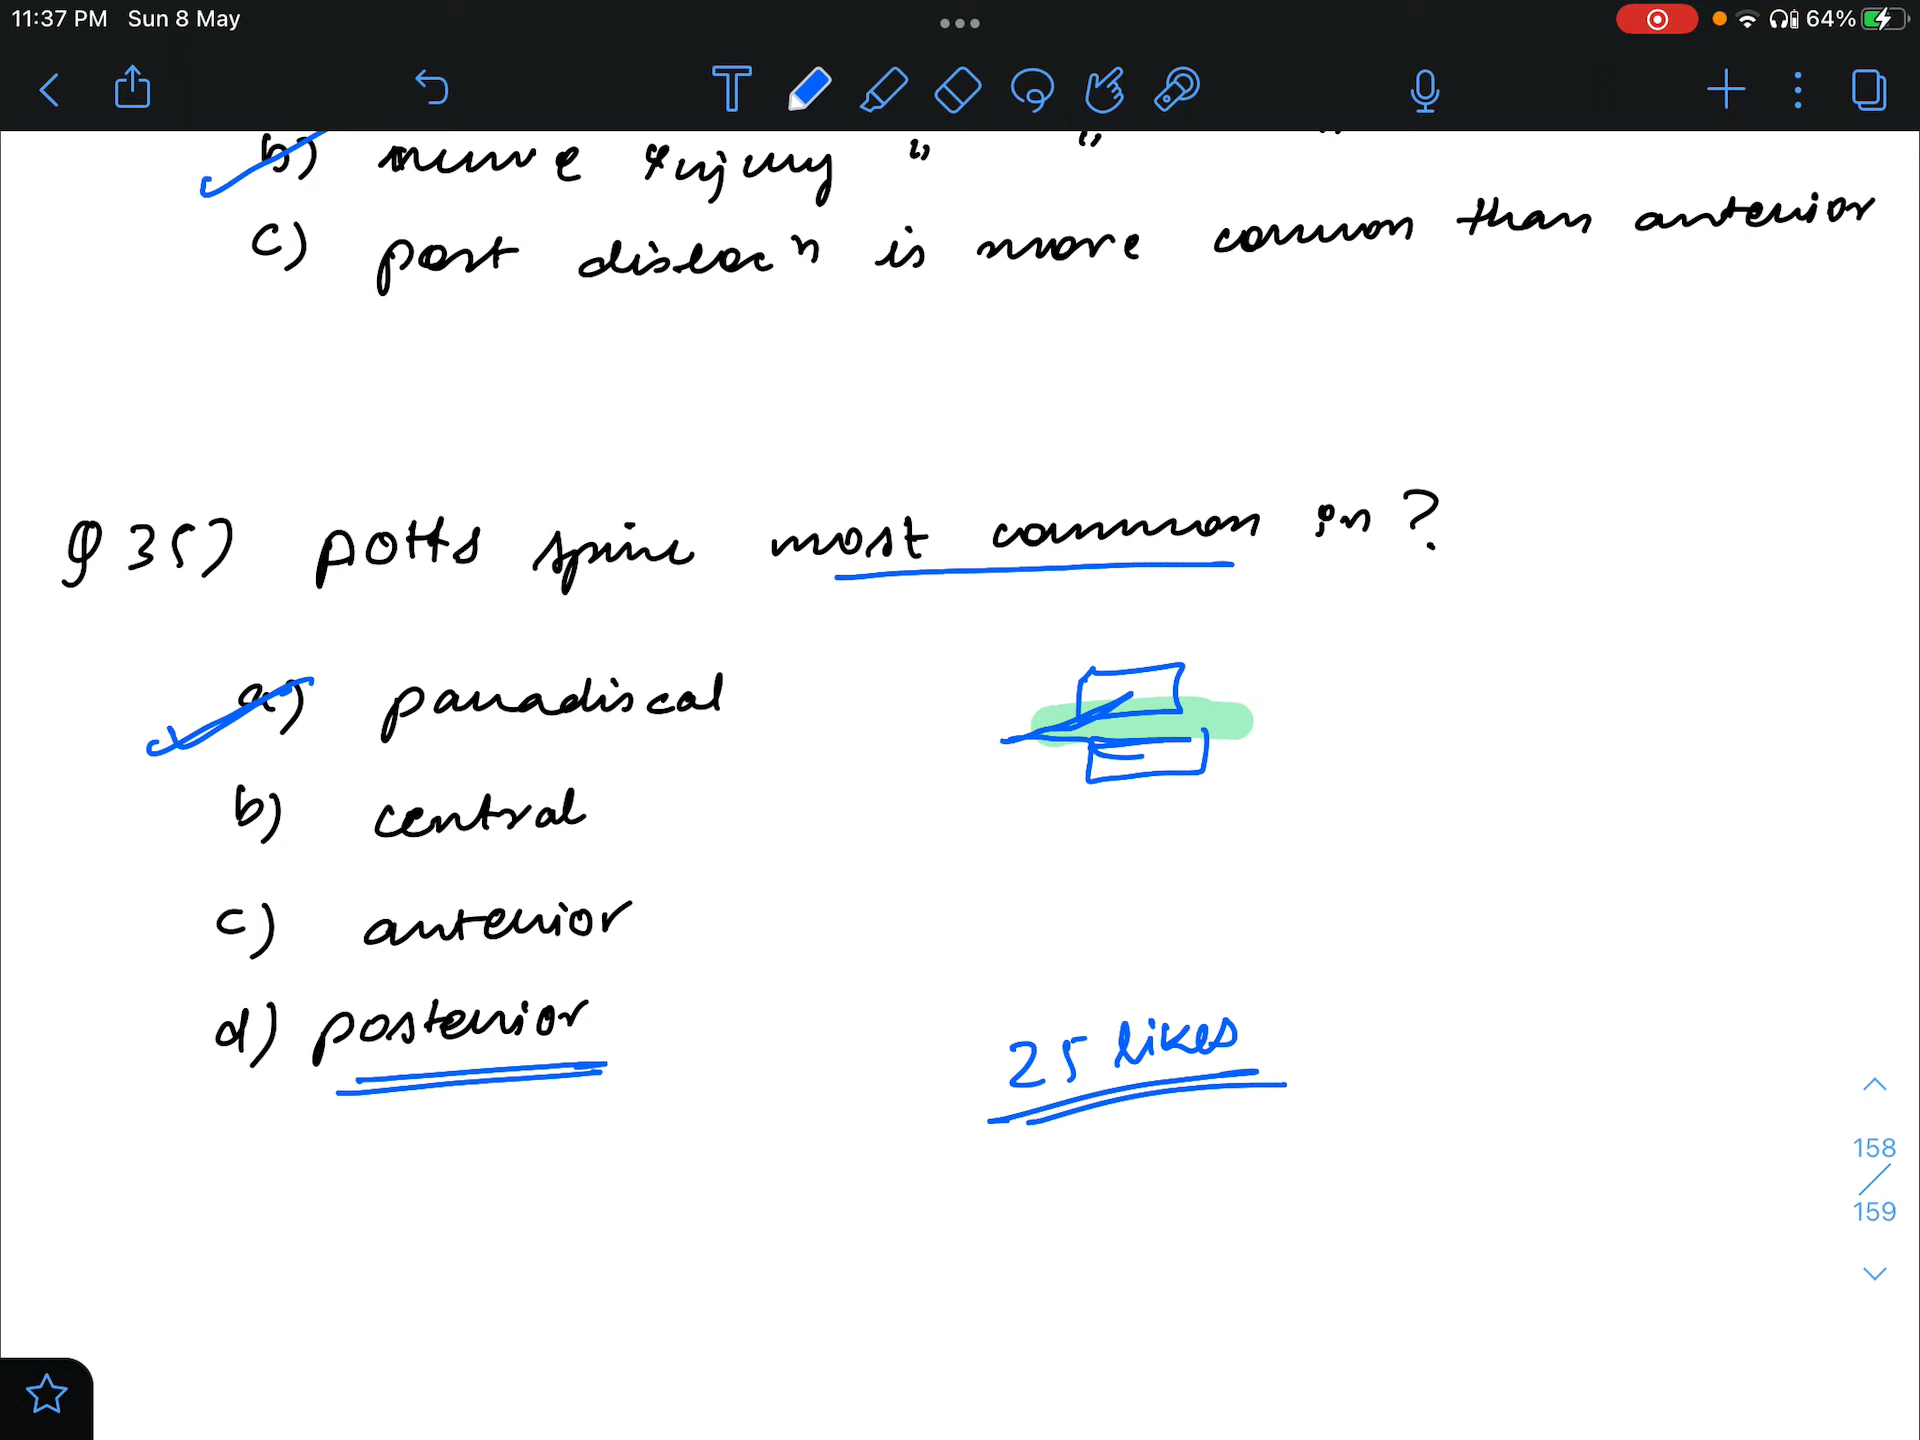 11:37 PM Sun 8 May
64%
b) nerve injury " " "
c) post disloc'n is more common than anterior
Q 35) potts spine most common in?
a) paradiscal
b) central
c) anterior
d) posterior
25 likes
158
/
159